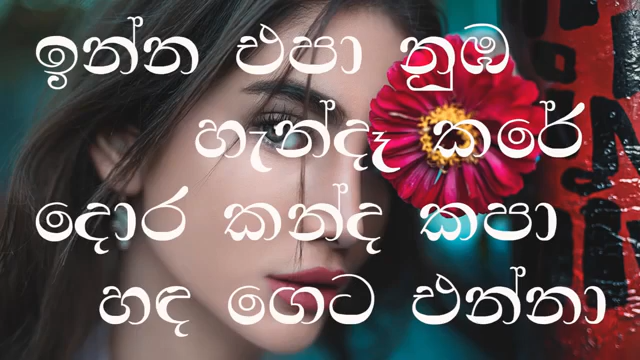 ඉන්න එපා නුඹ
හැන්දෑ කරේ
දොර කන්ද කපා
හඳ ගෙට එන්නා